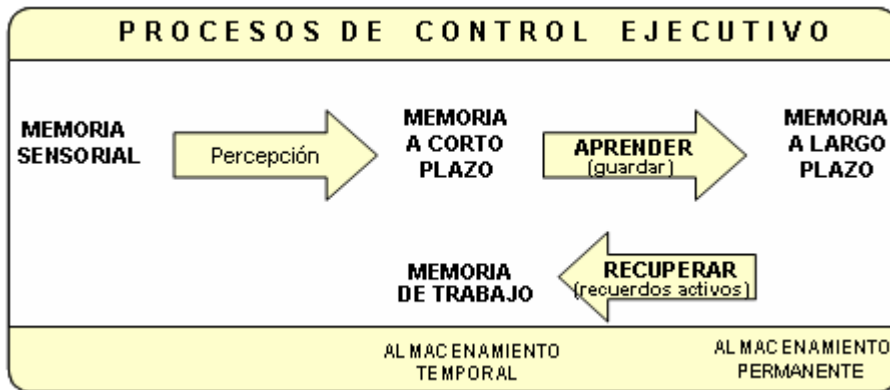 PROCESOS DE CONTROL EJECUTIVO
MEMORIA
SENSORIAL
Percepción
MEMORIA
A CORTO
PLAZO
APRENDER
(guardar)
MEMORIA
A LARGO
PLAZO
MEMORIA
DE TRABAJO
RECUPERAR
(recuerdos activos)
ALMACENAMIENTO
TEMPORAL
ALMACENAMIENTO
PERMANENTE